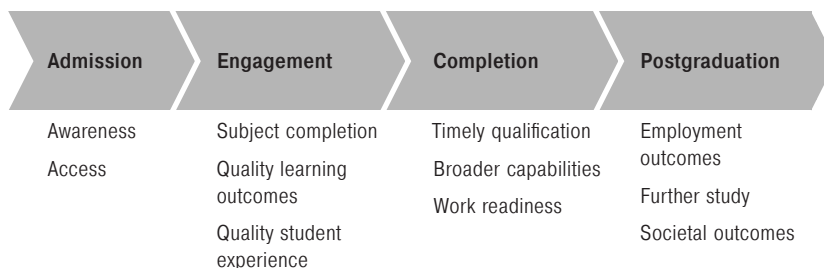 Admission
Engagement
Completion
Postgraduation
Awareness
Access
Subject completion
Quality learning
outcomes
Quality student
experience
Timely qualification
Broader capabilities
Work readiness
Employment
outcomes
Further study
Societal outcomes